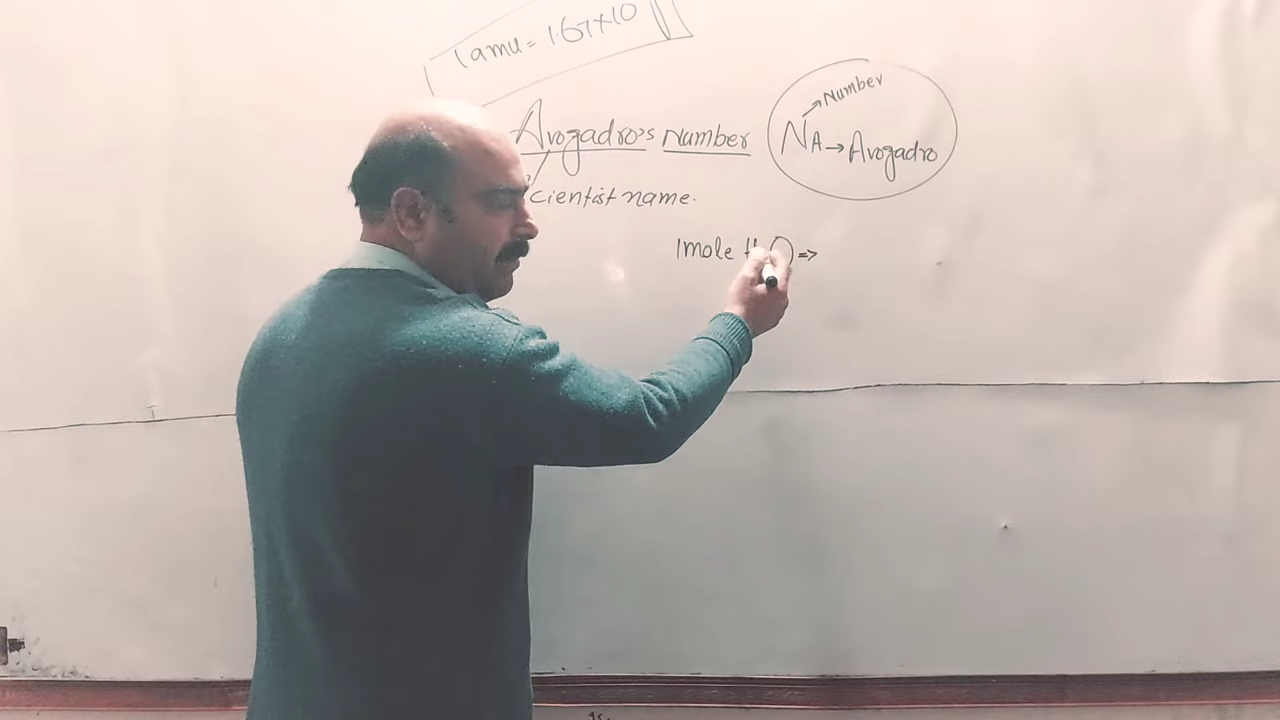 1amu = 1.67×10
Avogadro's Number
Number
NA→ Avogadro
cientist name.
1mole H O ⇒